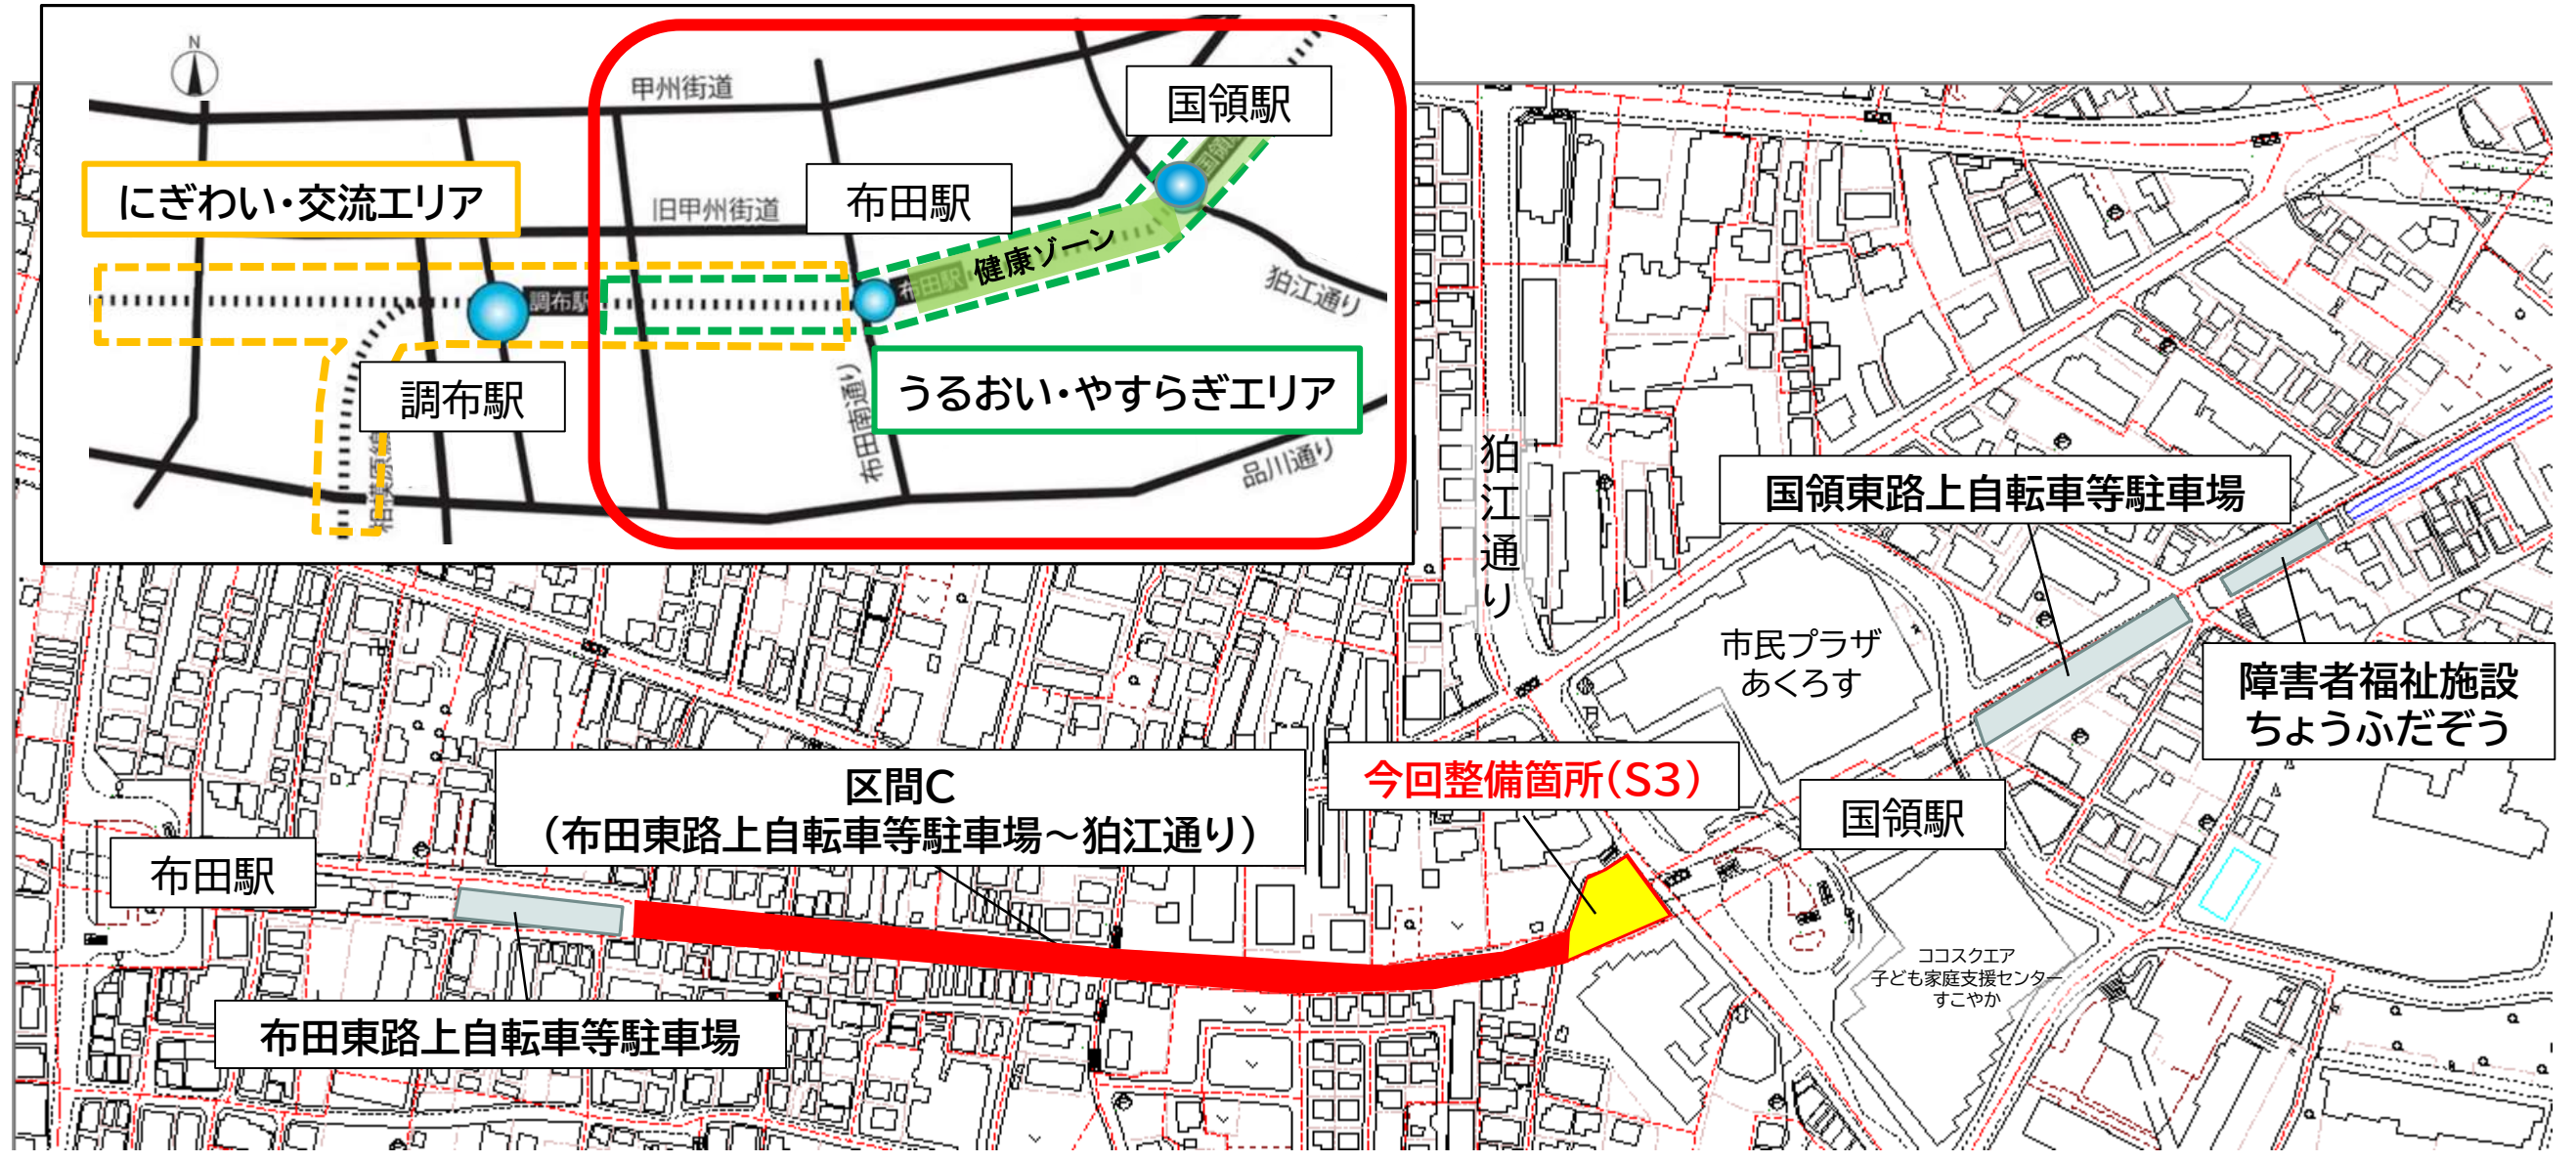 N
甲州街道
国領駅
国領
にぎわい・交流エリア
旧甲州街道
布田駅
健康ゾーン
布田駅
調布駅
狛江通り
調布駅
布田南通り
うるおい・やすらぎエリア
相模原線
品川通り
狛江通り
国領東路上自転車等駐車場
市民プラザ
あくろす
障害者福祉施設
ちょうふだぞう
区間C
（布田東路上自転車等駐車場～狛江通り）
今回整備箇所（S3）
国領駅
布田駅
ココスクエア
子ども家庭支援センター
すこやか
布田東路上自転車等駐車場